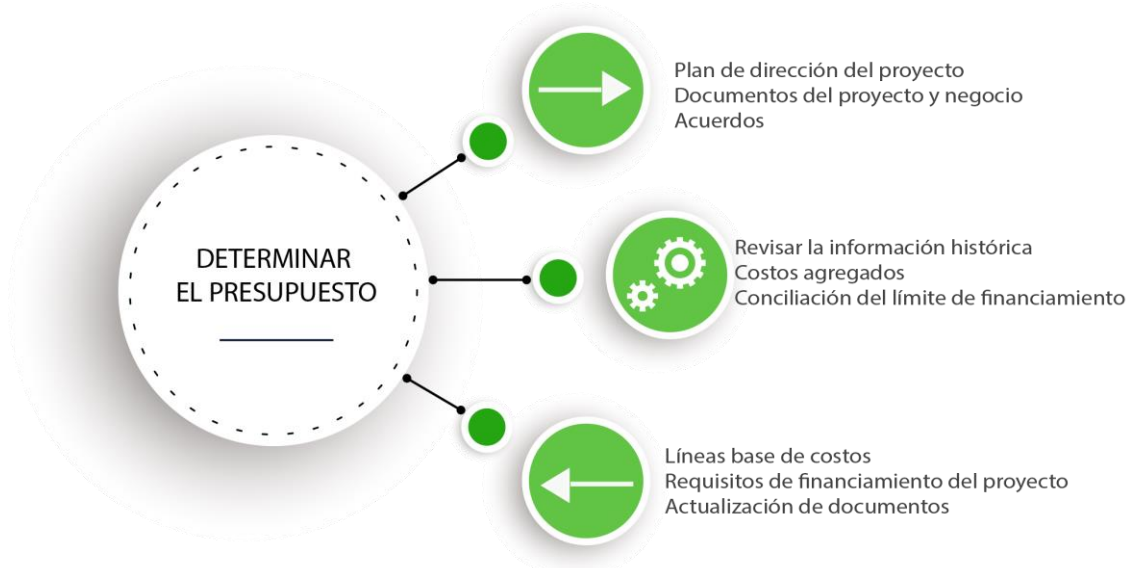 DETERMINAR
EL PRESUPUESTO
Plan de dirección del proyecto
Documentos del proyecto y negocio
Acuerdos
Revisar la información histórica
Costos agregados
Conciliación del límite de financiamiento
Líneas base de costos
Requisitos de financiamiento del proyecto
Actualización de documentos